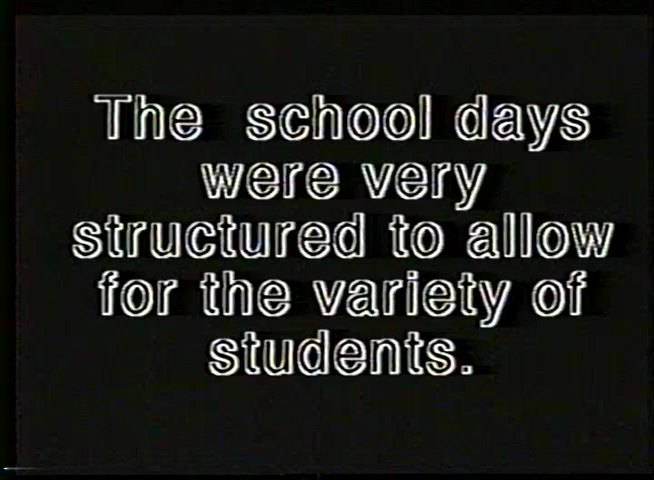 The school days
were very
structured to allow
for the variety of
students.